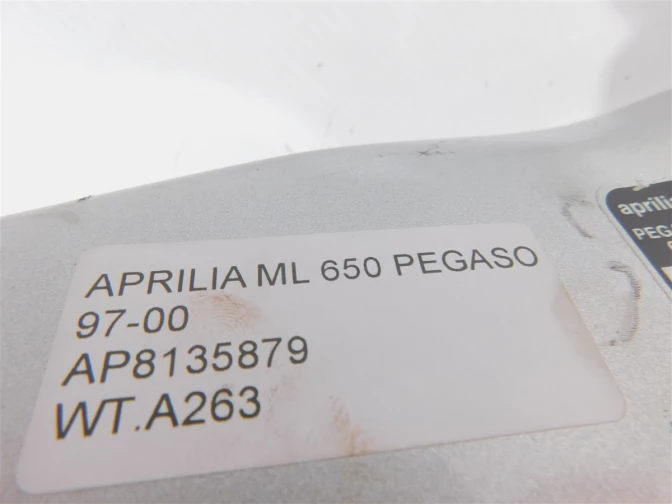 APRILIA ML 650 PEGASO
97-00
AP8135879
WT.A263
aprilia